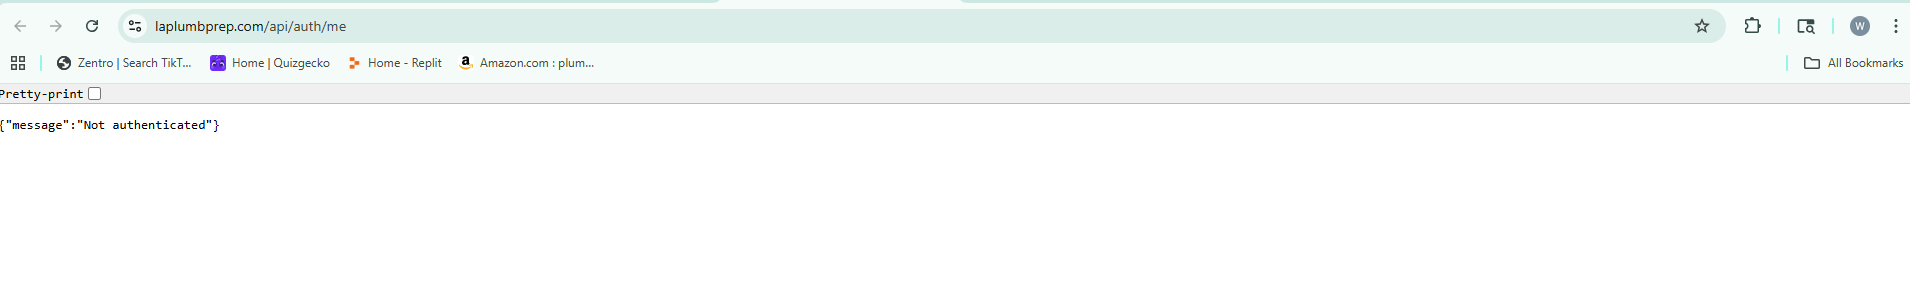 laplumbprep.com/api/auth/me
W
Zentro | Search TikT...
Home | Quizgecko
Home - Replit
Amazon.com : plum...
All Bookmarks
Pretty-print
{"message":"Not authenticated"}